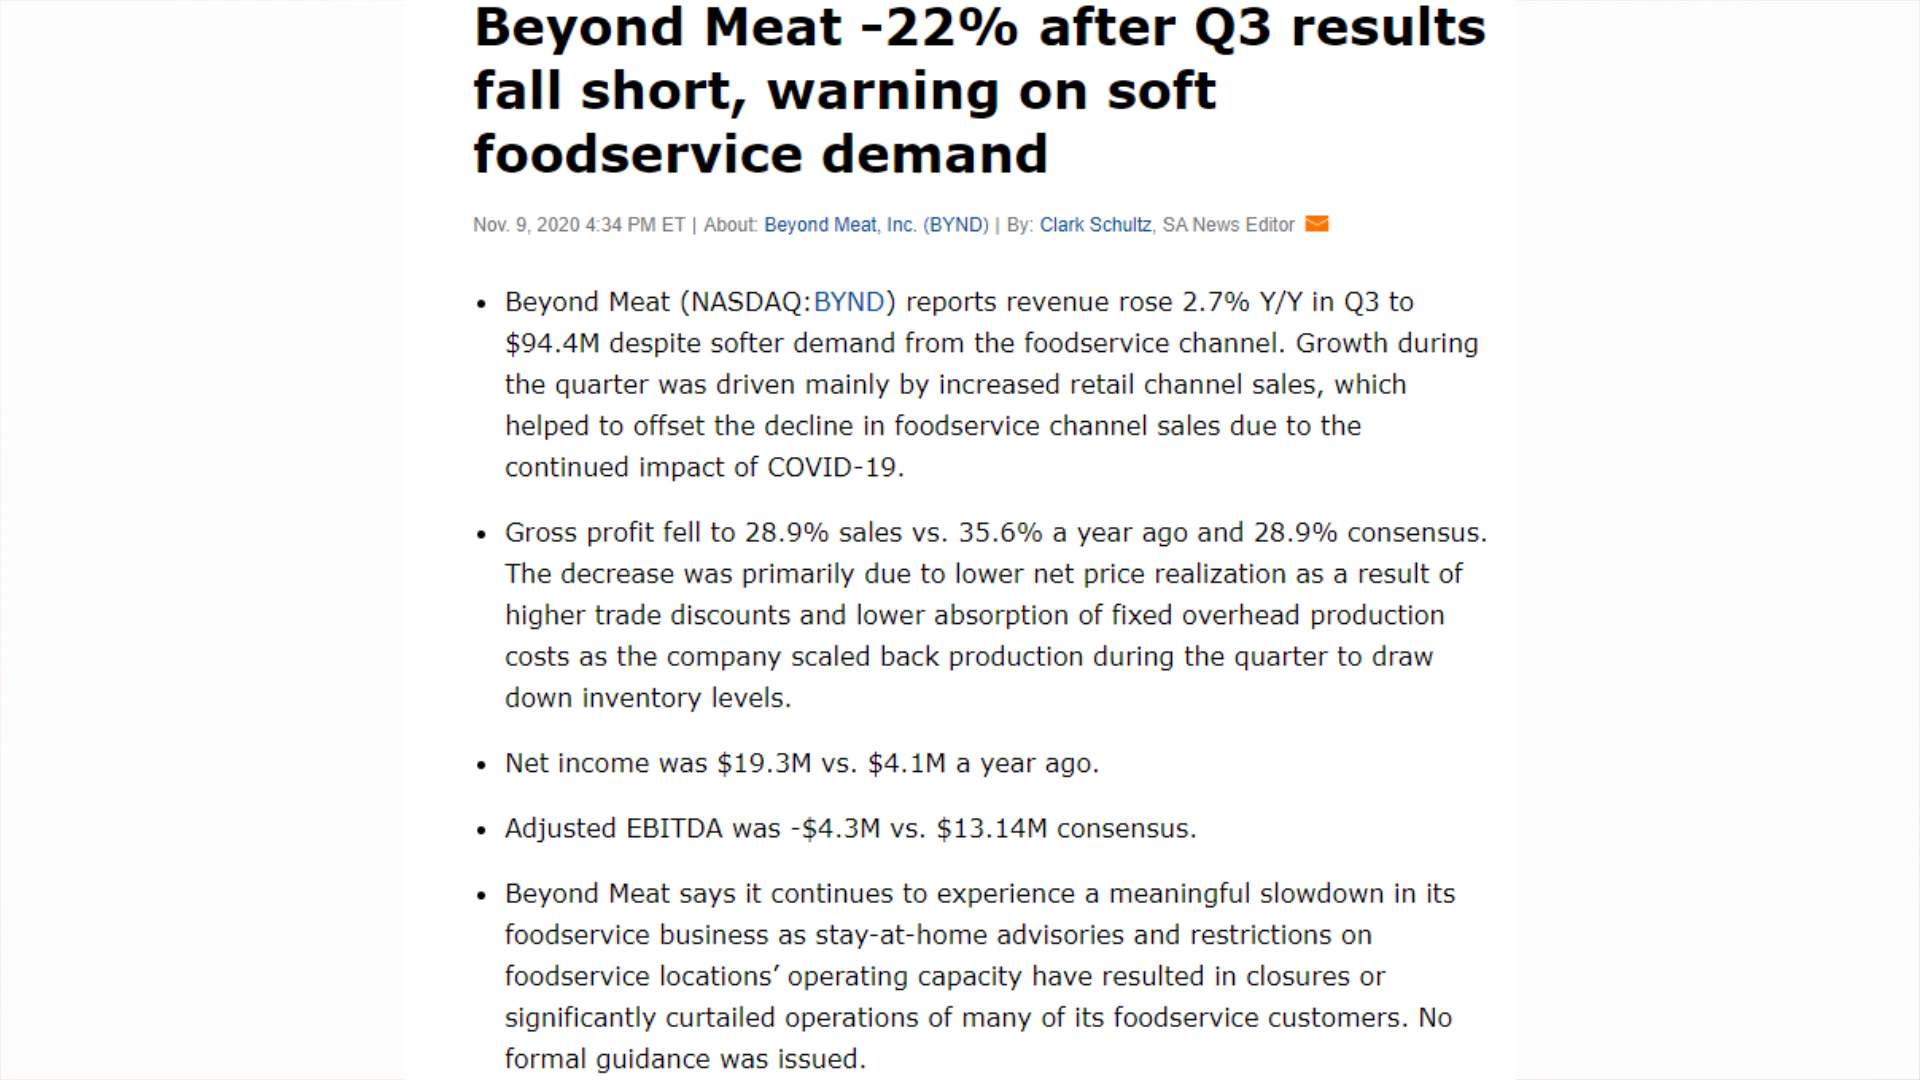 Beyond Meat -22% after Q3 results
fall short, warning on soft
foodservice demand
Nov. 9, 2020 4:34 PM ET | About: Beyond Meat, Inc. (BYND) | By: Clark Schultz, SA News Editor
• Beyond Meat (NASDAQ:BYND) reports revenue rose 2.7% Y/Y in Q3 to
$94.4M despite softer demand from the foodservice channel. Growth during
the quarter was driven mainly by increased retail channel sales, which
helped to offset the decline in foodservice channel sales due to the
continued impact of COVID-19.
• Gross profit fell to 28.9% sales vs. 35.6% a year ago and 28.9% consensus.
The decrease was primarily due to lower net price realization as a result of
higher trade discounts and lower absorption of fixed overhead production
costs as the company scaled back production during the quarter to draw
down inventory levels.
• Net income was $19.3M vs. $4.1M a year ago.
• Adjusted EBITDA was -$4.3M vs. $13.14M consensus.
• Beyond Meat says it continues to experience a meaningful slowdown in its
foodservice business as stay-at-home advisories and restrictions on
foodservice locations’ operating capacity have resulted in closures or
significantly curtailed operations of many of its foodservice customers. No
formal guidance was issued.